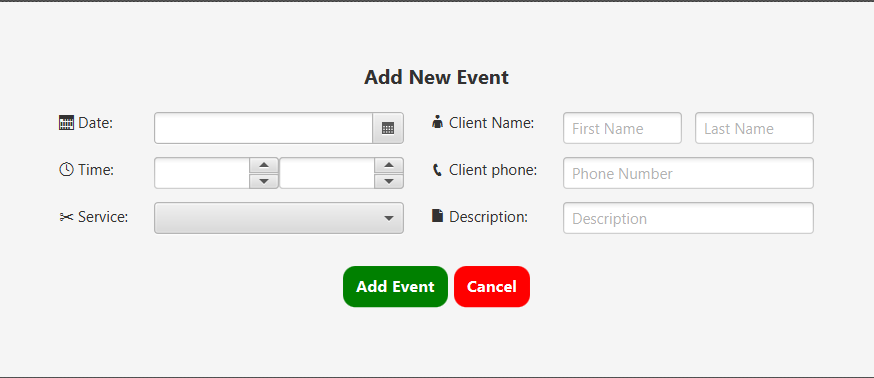 Add New Event
Date:
Client Name: First Name Last Name
Time:
Client phone: Phone Number
Service:
Description: Description
Add Event Cancel